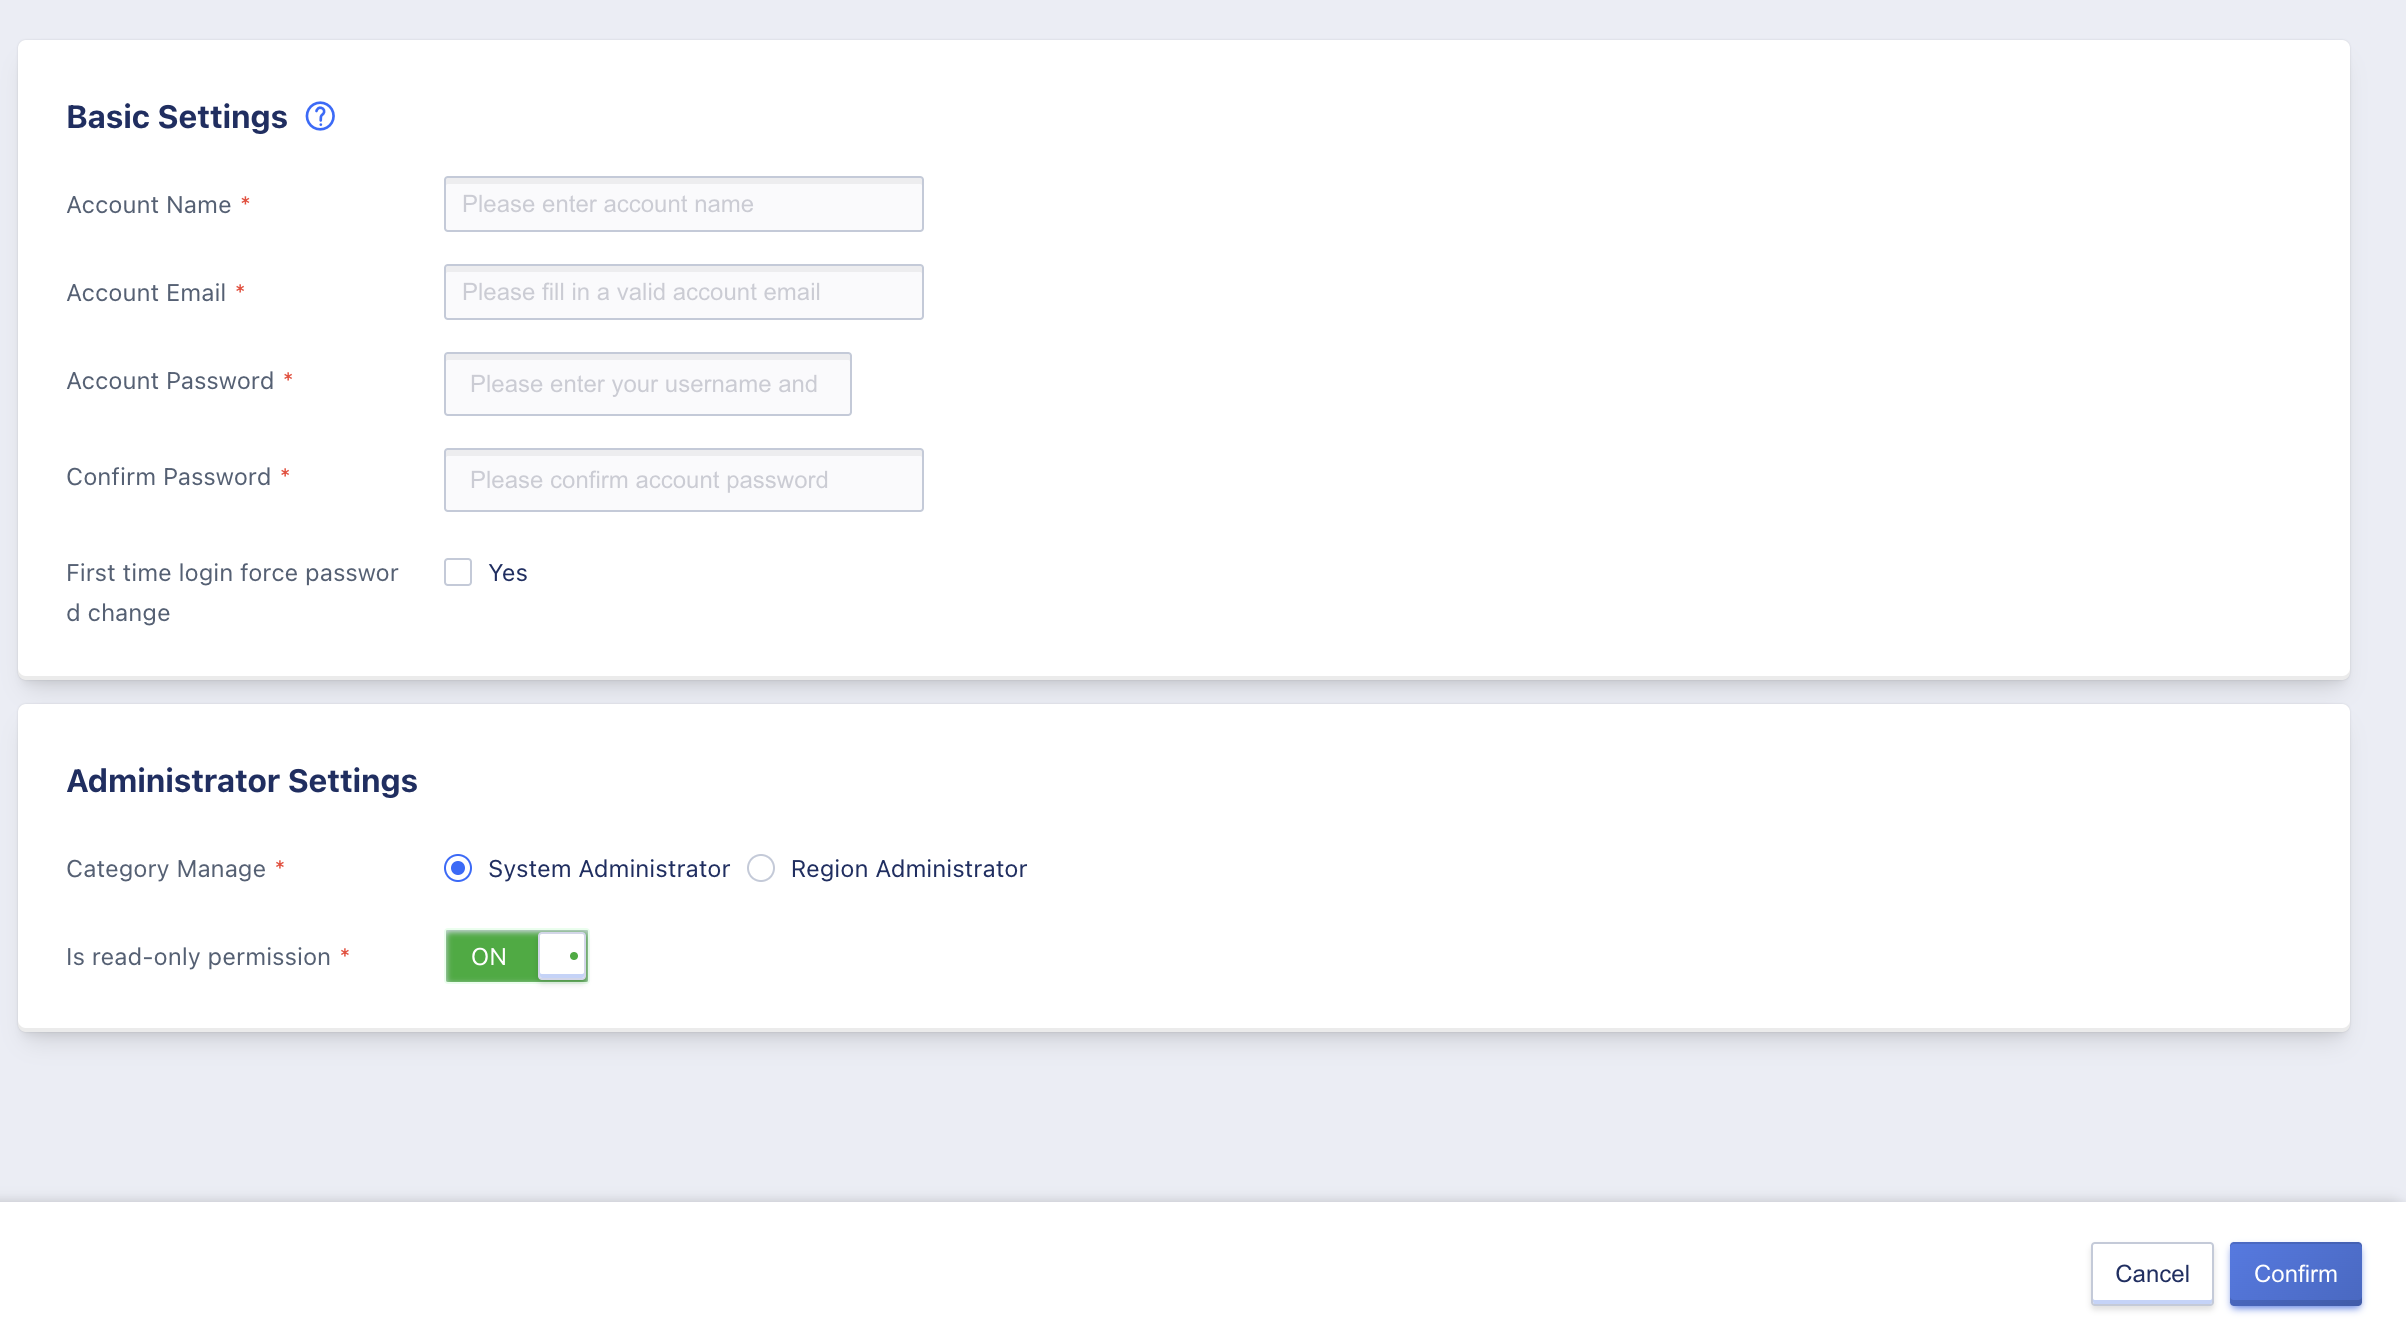 Basic Settings
Account Name *
Please enter account name
Account Email *
Please fill in a valid account email
Account Password *
Please enter your username and
Confirm Password *
Please confirm account password
First time login force passwor
d change
Yes
Administrator Settings
Category Manage *
System Administrator
Region Administrator
Is read-only permission *
ON
Cancel
Confirm